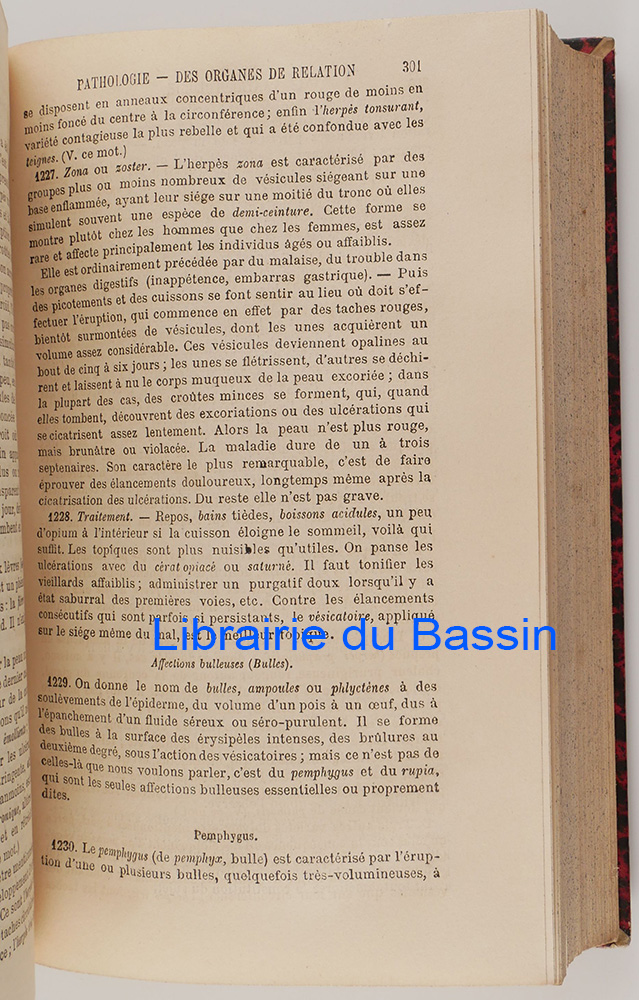 PATHOLOGIE — DES ORGANES DE RELATION 301
se disposent en anneaux concentriques d'un rouge de moins en
moins foncé du centre à la circonférence; enfin l'herpès tonsurant,
variété contagieuse la plus rebelle et qui a été confondue avec les
teignes. (V. ce mot.)
1227. Zona ou zoster. — L'herpès zona est caractérisé par des
groupes plus ou moins nombreux de vésicules siégeant sur une
base enflammée, ayant leur siége sur une moitié du tronc où elles
simulent souvent une espèce de demi-ceinture. Cette forme se
montre plutôt chez les hommes que chez les femmes, est assez
rare et affecte principalement les individus âgés ou affaiblis.
Elle est ordinairement précédée par du malaise, du trouble dans
les organes digestifs (inappétence, embarras gastrique). — Puis
des picotements et des cuissons se font sentir au lieu où doit s'ef-
fectuer l'éruption, qui commence en effet par des taches rouges,
bientôt surmontées de vésicules, dont les unes acquièrent un
volume assez considérable. Ces vésicules deviennent opalines au
bout de cinq à six jours; les unes se flétrissent, d'autres se déchi-
rent et laissent à nu le corps muqueux de la peau excoriée; dans
la plupart des cas, des croûtes minces se forment, qui, quand
elles tombent, découvrent des excoriations ou des ulcérations qui
se cicatrisent assez lentement. Alors la peau n'est plus rouge,
mais brunâtre ou violacée. La maladie dure de un à trois
septenaires. Son caractère le plus remarquable, c'est de faire
éprouver des élancements douloureux, longtemps même après la
cicatrisation des ulcérations. Du reste elle n'est pas grave.
1228. Traitement. — Repos, bains tièdes, boissons acidules, un peu
d'opium à l'intérieur si la cuisson éloigne le sommeil, voilà qui
suffit. Les topiques sont plus nuisibles qu'utiles. On panse les
ulcérations avec du cérat opiacé ou saturné. Il faut tonifier les
vieillards affaiblis; administrer un purgatif doux lorsqu'il y a
état saburral des premières voies, etc. Contre les élancements
consécutifs qui sont parfois si persistants, le vésicatoire, appliqué
sur le siége même du mal, est le meilleur topique.
Librairie du Bassin
Affections bulleuses (Bulles).
1229. On donne le nom de bulles, ampoules ou phlyctènes à des
soulèvements de l'épiderme, du volume d'un pois à un œuf, dus à
l'épanchement d'un fluide séreux ou séro-purulent. Il se forme
des bulles à la surface des érysipèles intenses, des brûlures au
deuxième degré, sous l'action des vésicatoires; mais ce n'est pas de
celles-là que nous voulons parler, c'est du pemphygus et du rupia,
qui sont les seules affections bulleuses essentielles ou proprement
dites.
Pemphygus.
1230. Le pemphygus (de pemphyx, bulle) est caractérisé par l'érup-
tion d'une ou plusieurs bulles, quelquefois très-volumineuses, à